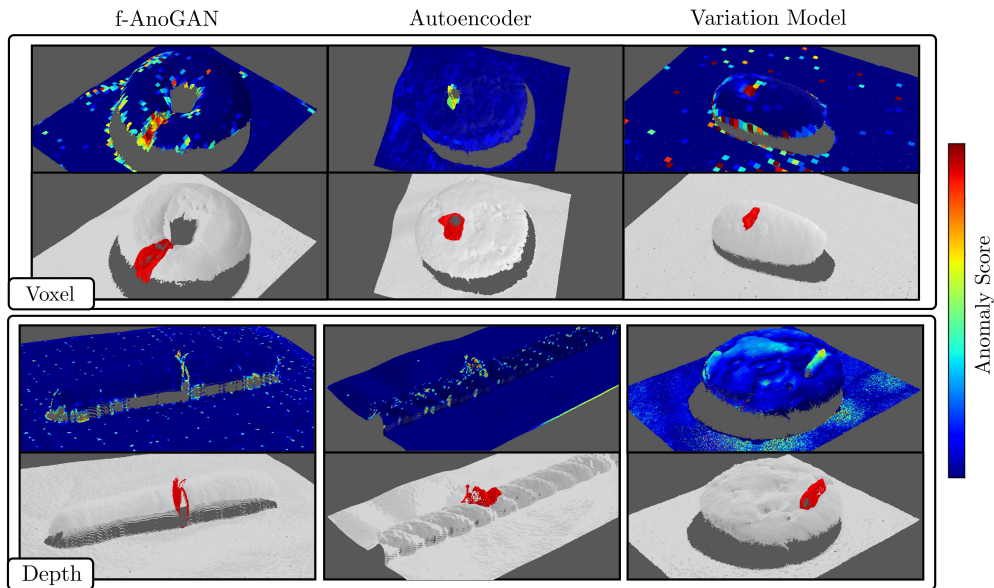 f-AnoGAN
Autoencoder
Variation Model
Voxel
Anomaly Score
Depth